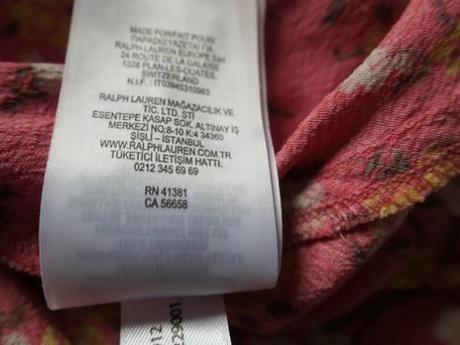 MADE FOR/FAIT POUR/
ΠΑΡΑΣΚΕΥΑΖΕΤΑΙ ΓΙΑ
RALPH LAUREN EUROPE Sàrl
24 ROUTE DE LA GALAISE
1228 PLAN-LES-OUATES,
SWITZERLAND
N.I.F.: IT03945310963
RALPH LAUREN MAĞAZACILIK VE
TİC. LTD. ŞTİ
ESENTEPE KASAP SOK. ALTINAY İŞ
MERKEZİ NO:8-10 K:4 34360
ŞİŞLİ - İSTANBUL
WWW.RALPHLAUREN.COM.TR
TÜKETİCİ İLETİŞİM HATTI:
0212 345 69 69
RN 41381
CA 56658